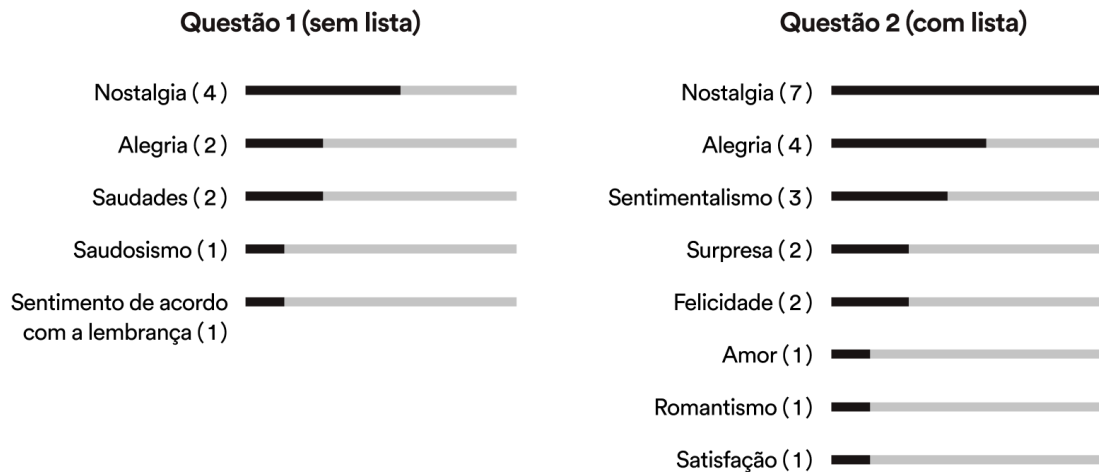 Questão 1 (sem lista)
Nostalgia (4)
Alegria (2)
Saudades (2)
Saudosismo (1)
Sentimento de acordo
com a lembrança (1)
Questão 2 (com lista)
Nostalgia (7)
Alegria (4)
Sentimentalismo (3)
Surpresa (2)
Felicidade (2)
Amor (1)
Romantismo (1)
Satisfação (1)